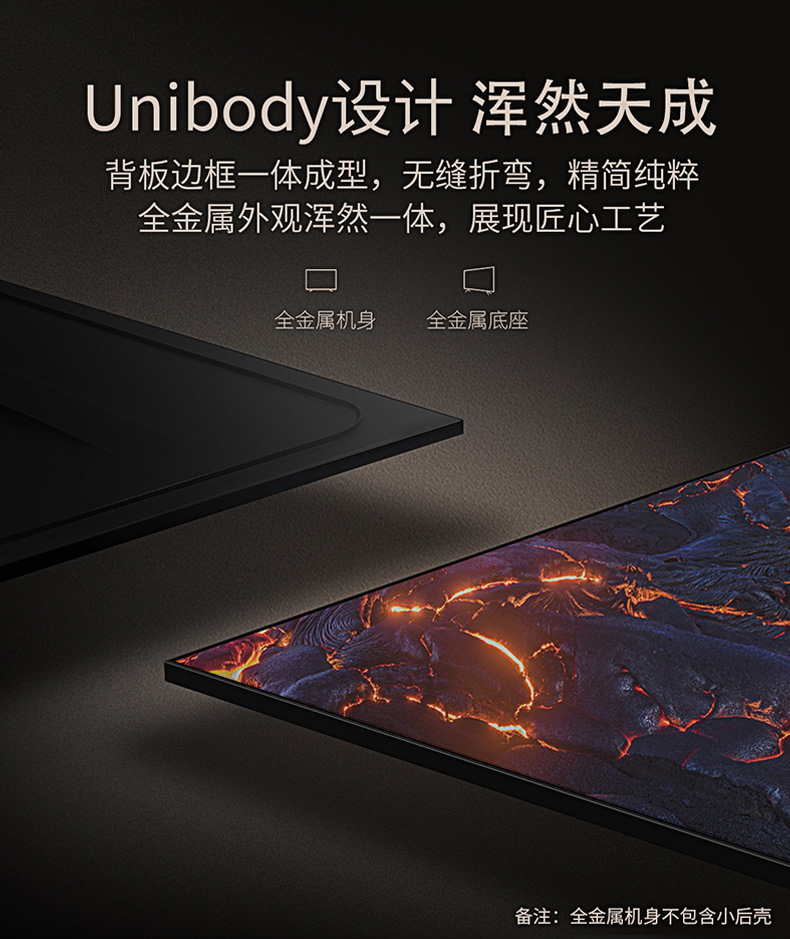 Unibody设计 浑然天成
背板边框一体成型，无缝折弯，精简纯粹
全金属外观浑然一体，展现匠心工艺
全金属机身 全金属底座
备注：全金属机身不包含小后壳